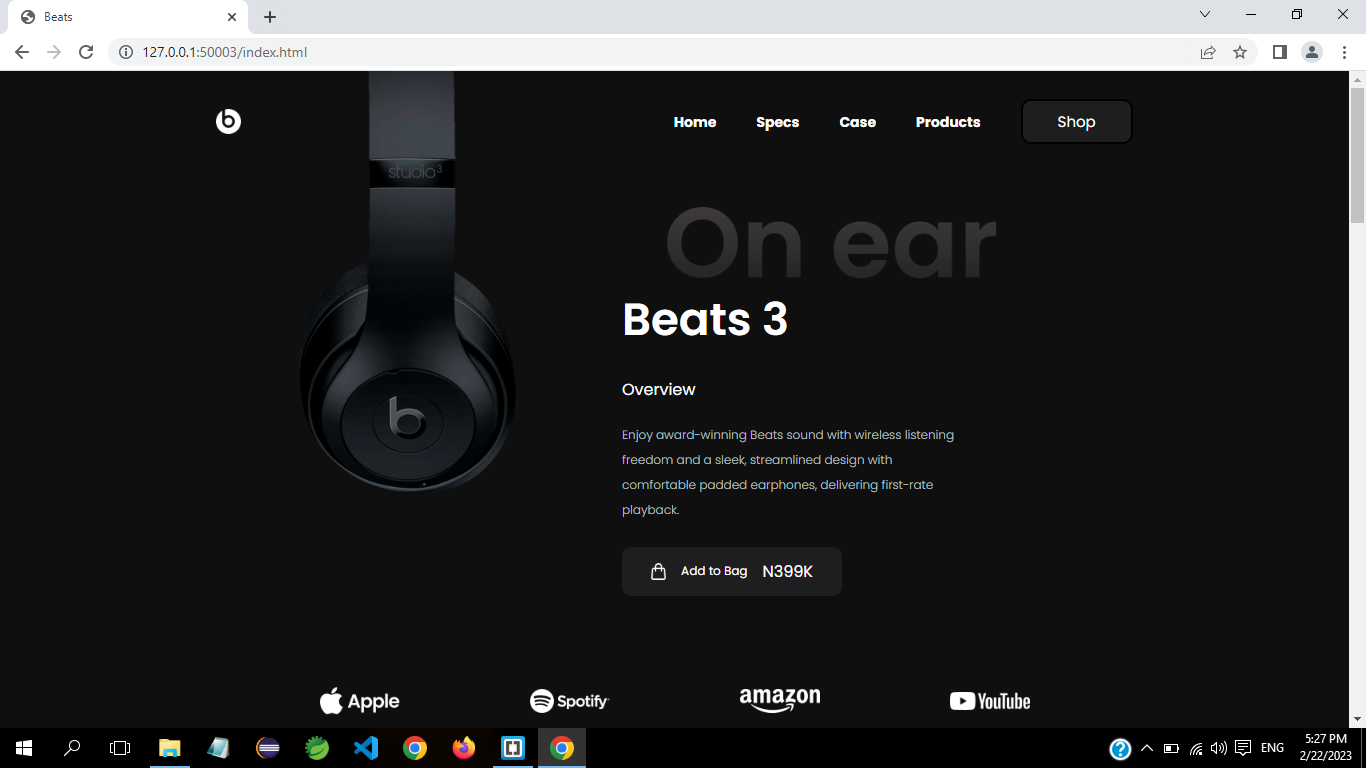 Beats
127.0.0.1:50003/index.html
Home Specs Case Products Shop
studio3
On ear
Beats 3
Overview
Enjoy award-winning Beats sound with wireless listening
freedom and a sleek, streamlined design with
comfortable padded earphones, delivering first-rate
playback.
Add to Bag N399K
Apple Spotify amazon YouTube
ENG
5:27 PM
2/22/2023